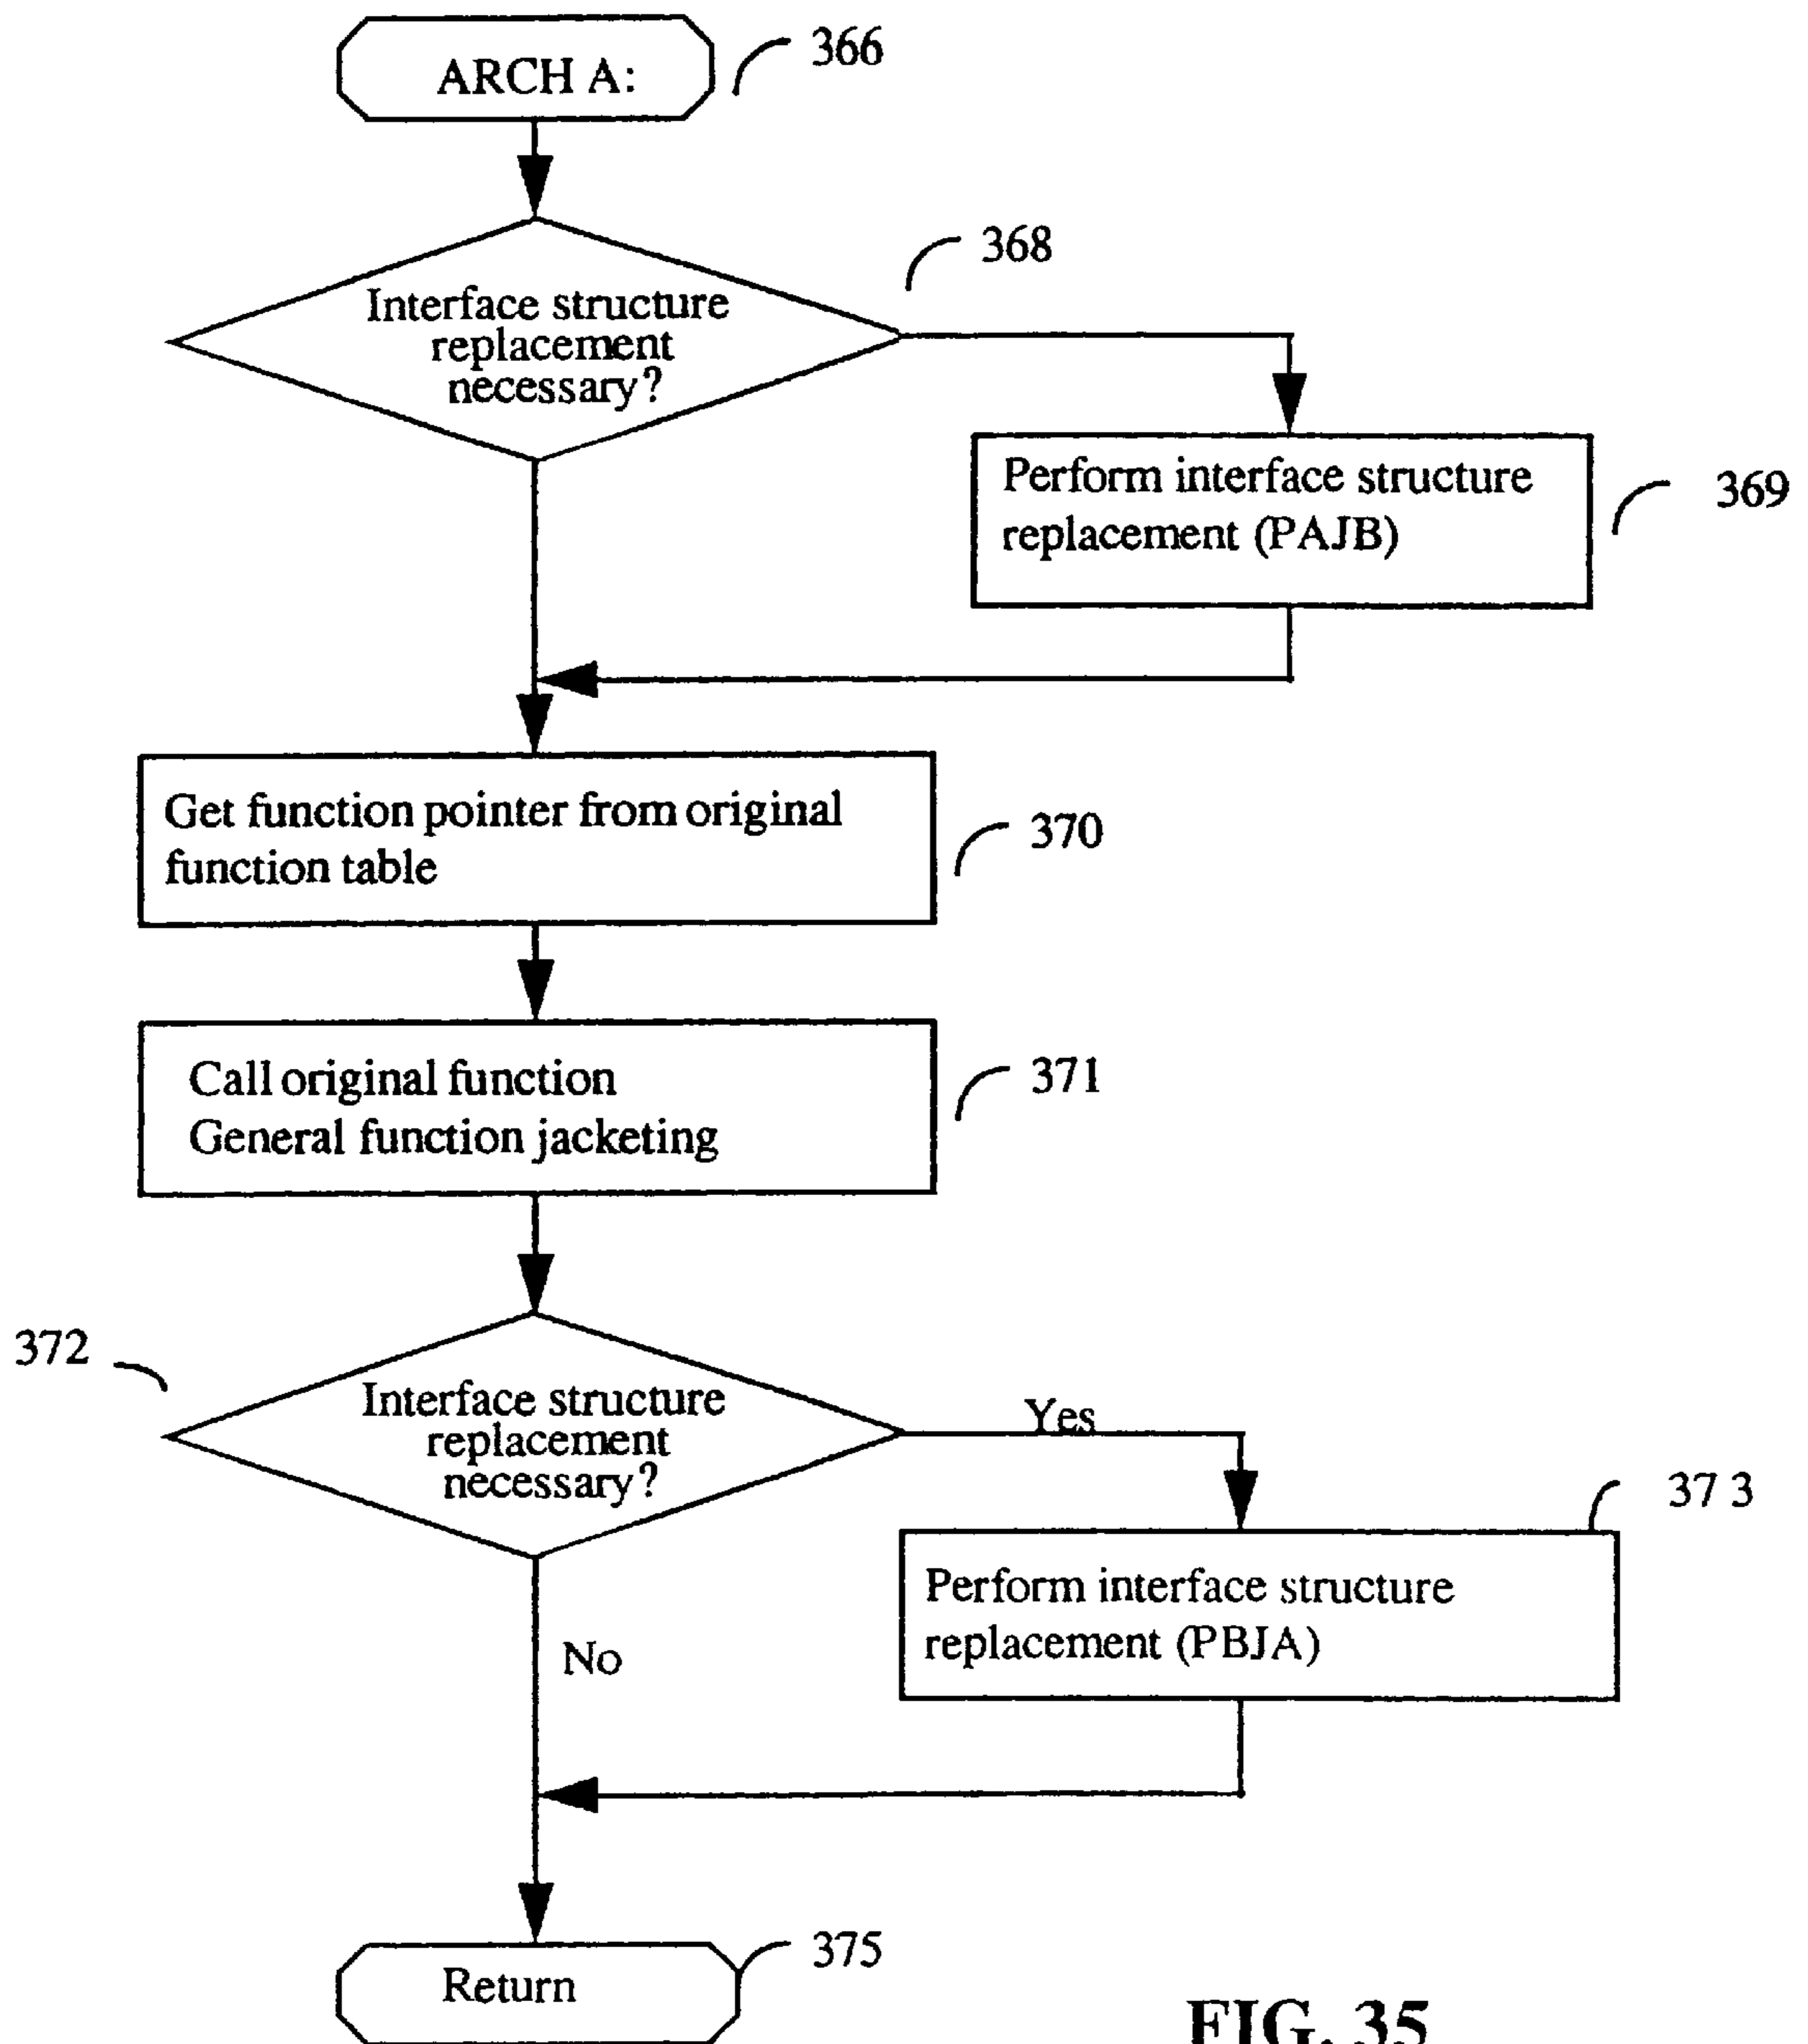 ARCH A:
366
Interface structure
replacement
necessary?
368
Perform interface structure
replacement (PAJB)
369
Get function pointer from original
function table
370
Call original function
General function jacketing
371
372
Interface structure
replacement
necessary?
Yes
37 3
Perform interface structure
replacement (PBJA)
No
Return
375
FIG. 35